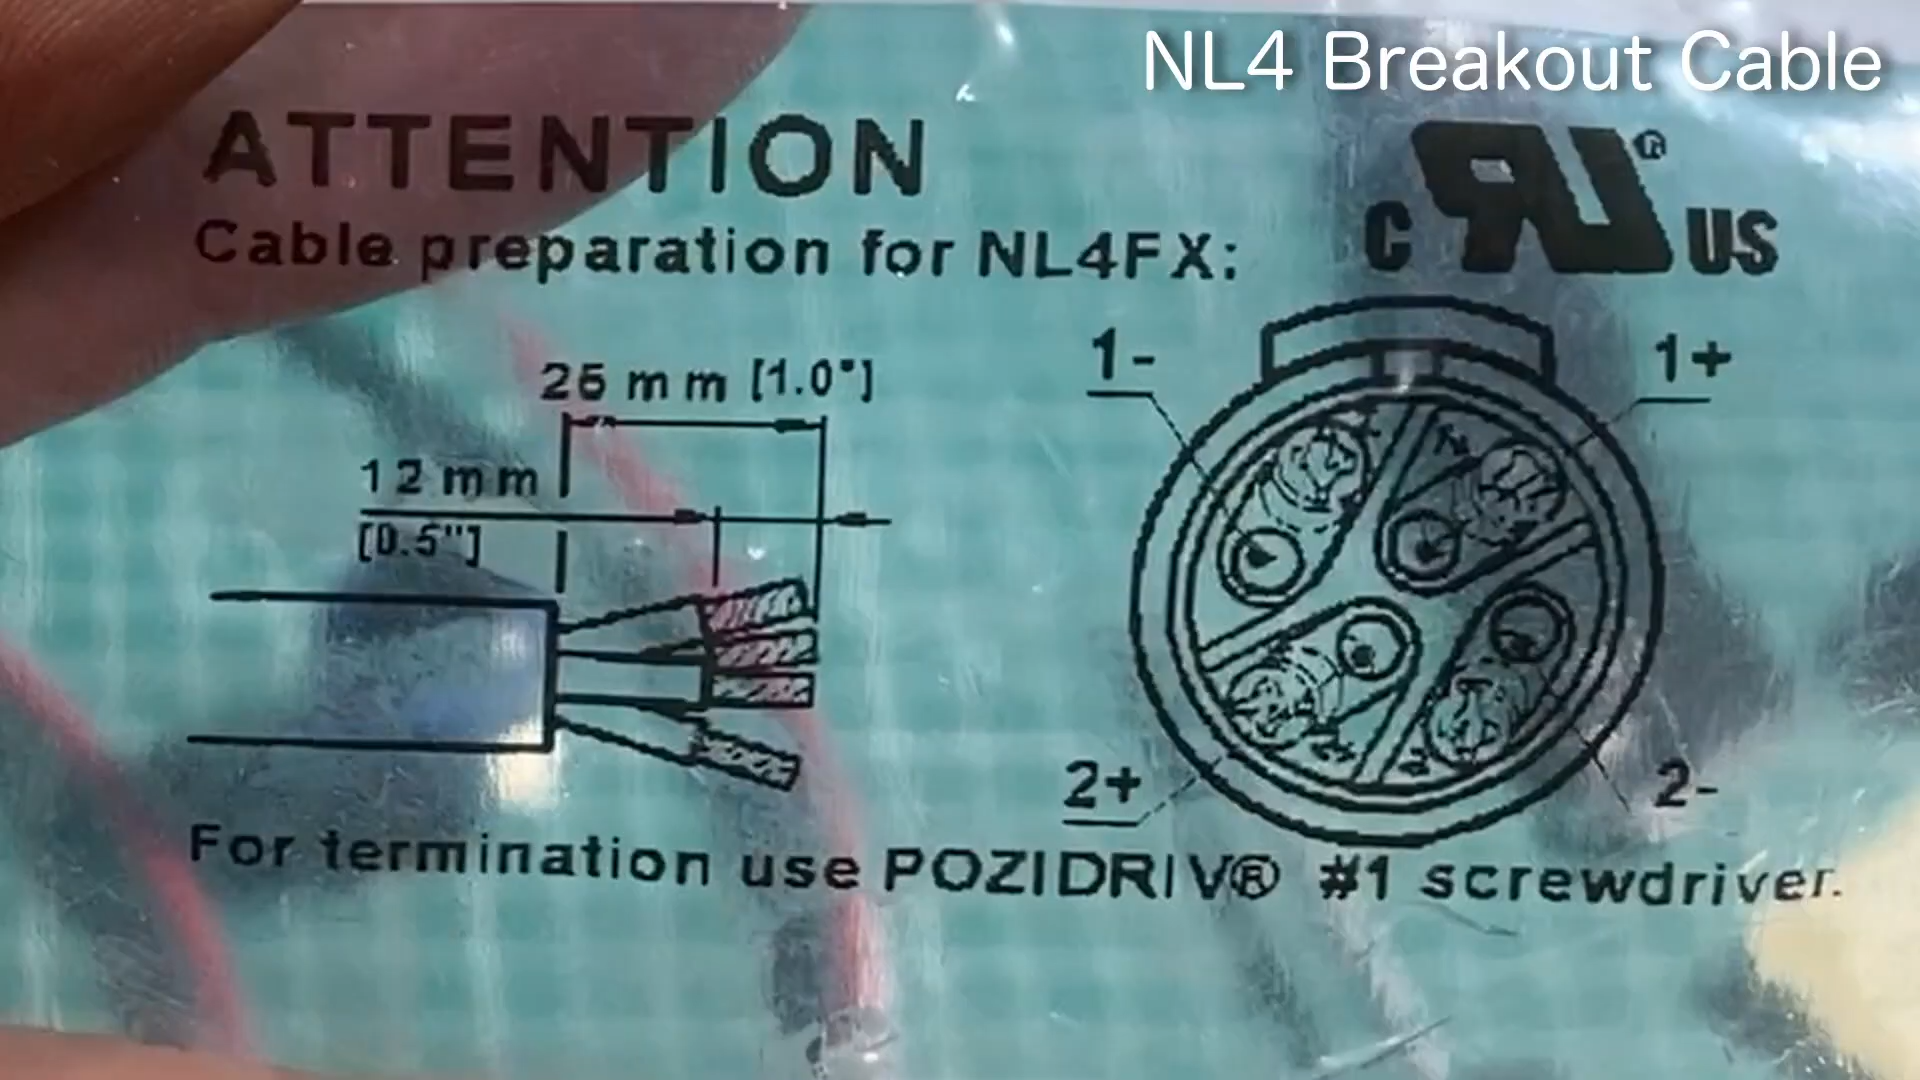 NL4 Breakout Cable
ATTENTION
Cable preparation for NL4FX:
C RU® US
25 mm [1.0"]
12 mm
[0.5"]
1-
1+
2+
2-
For termination use POZIDRIV® #1 screwdriver.